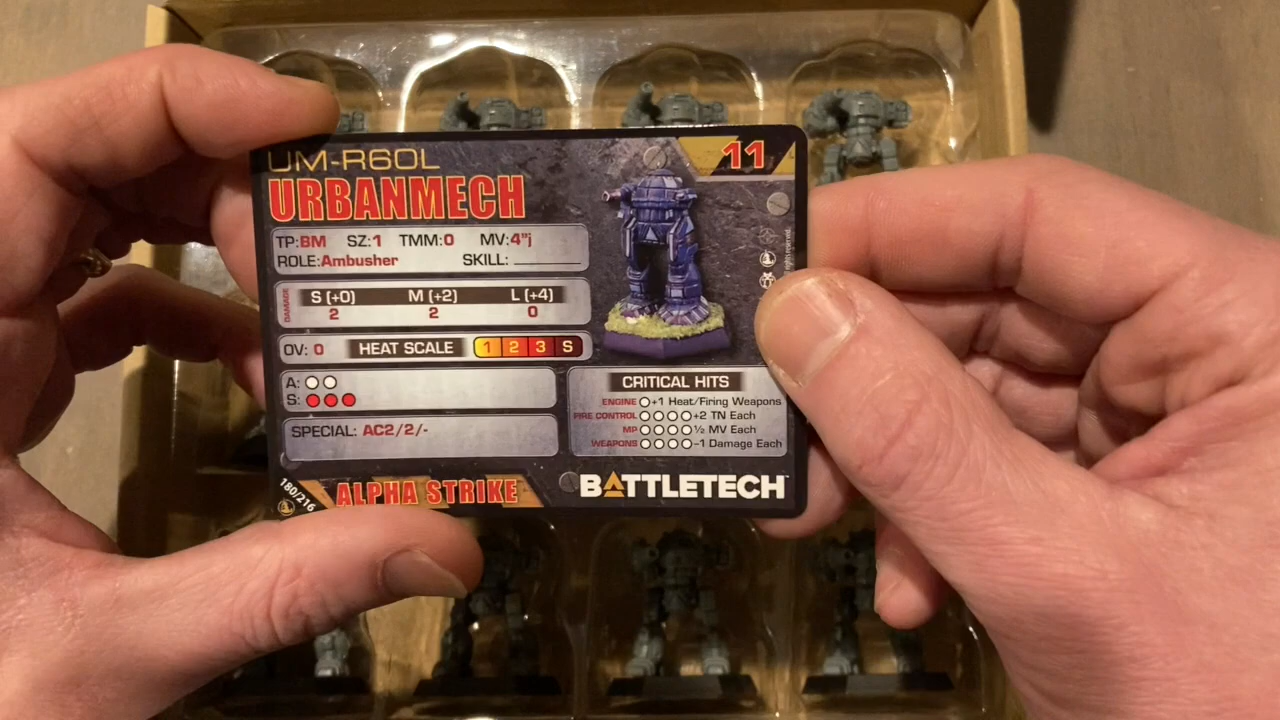 UM-R60L
URBANMECH
11
TP:BM SZ:1 TMM:0 MV:4"j
ROLE:Ambusher SKILL:
DAMAGE
S (+0) M (+2) L (+4)
2 2 0
OV: 0 HEAT SCALE 1 2 3 S
A:
S:
SPECIAL: AC2/2/-
CRITICAL HITS
ENGINE +1 Heat/Firing Weapons
FIRE CONTROL +2 TN Each
MP ½ MV Each
WEAPONS -1 Damage Each
180/216
ALPHA STRIKE
BATTLETECH
rights reserved.